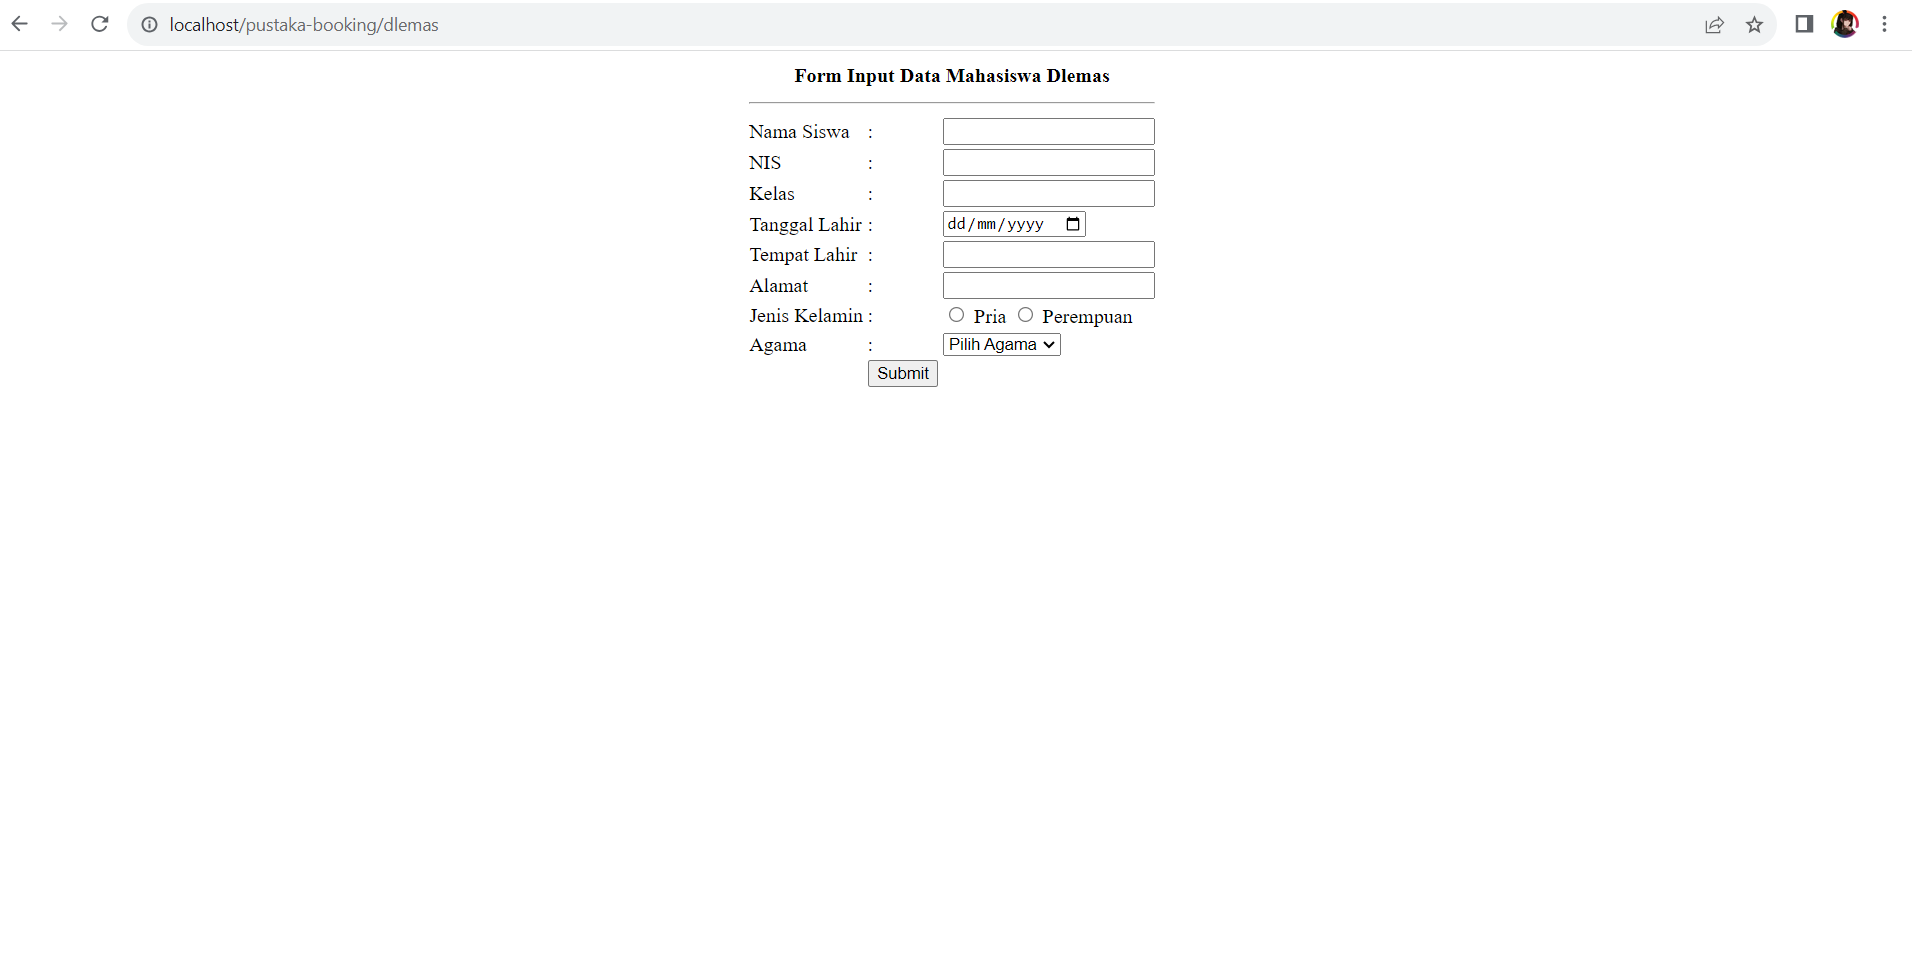 localhost/pustaka-booking/dlemas
Form Input Data Mahasiswa Dlemas
Nama Siswa :
NIS :
Kelas :
Tanggal Lahir : dd/mm/yyyy
Tempat Lahir :
Alamat :
Jenis Kelamin : Pria Perempuan
Agama : Pilih Agama
Submit